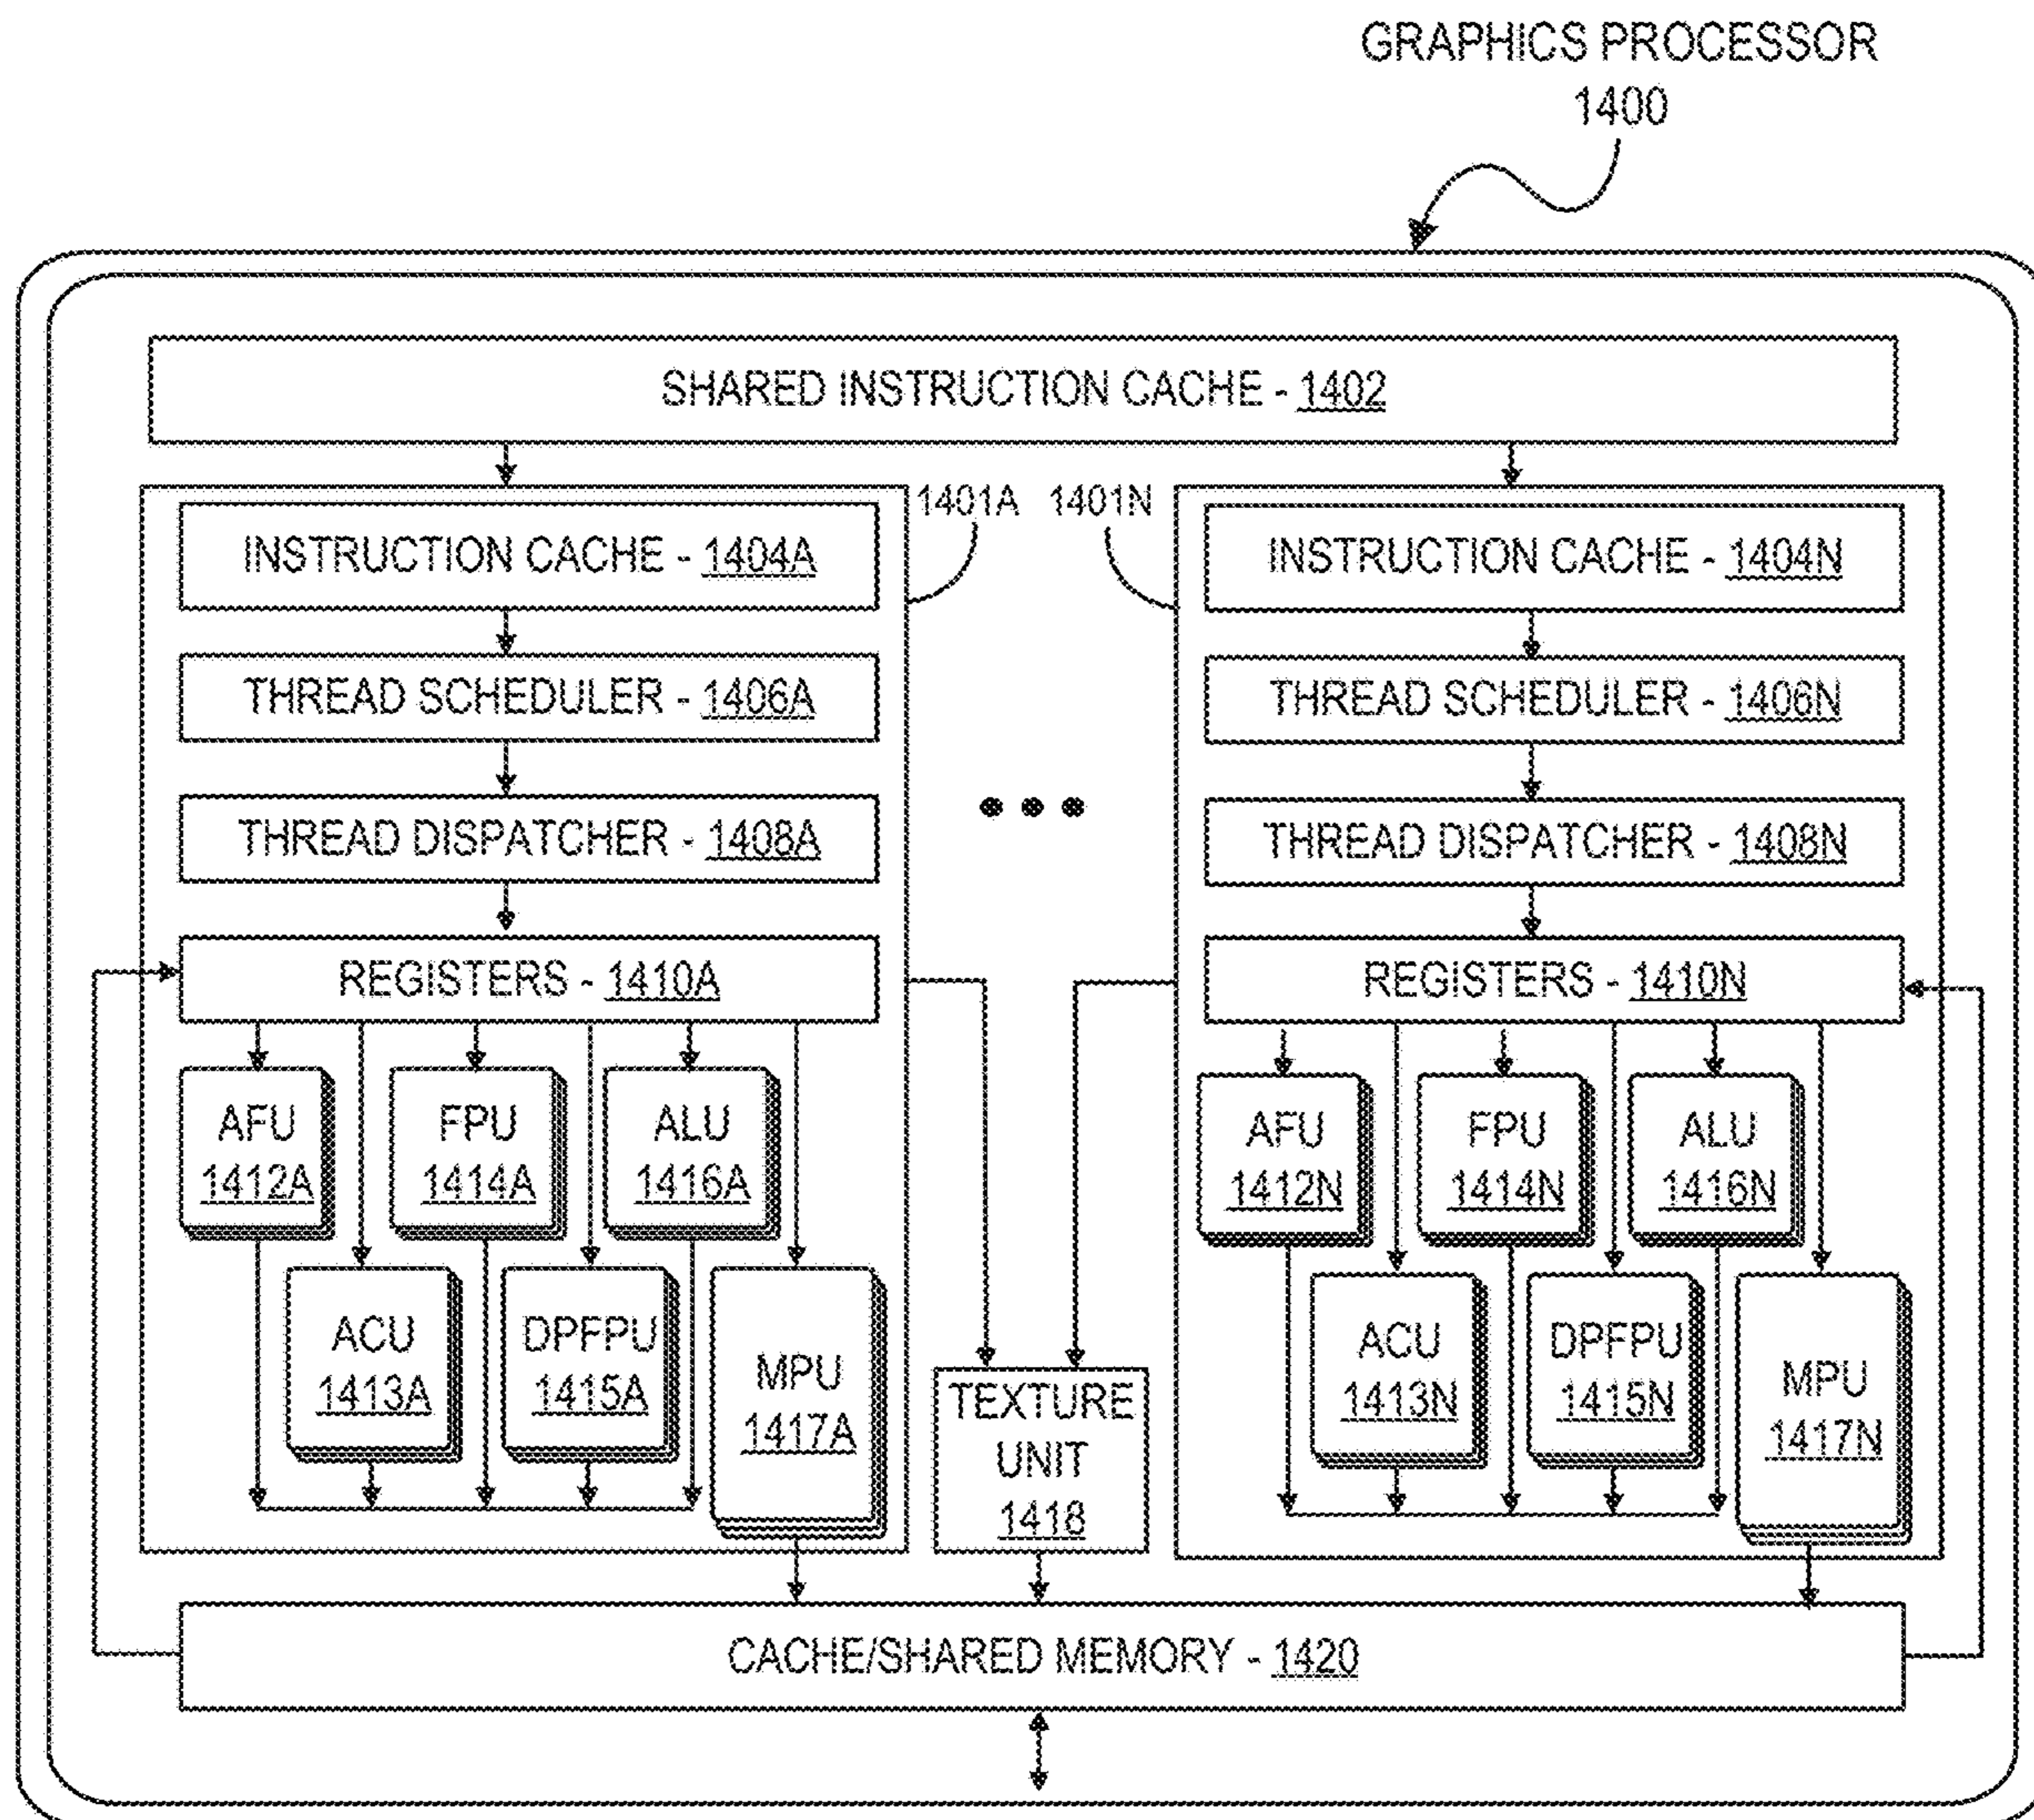 GRAPHICS PROCESSOR
1400
SHARED INSTRUCTION CACHE - 1402
1401A
1401N
INSTRUCTION CACHE - 1404A
THREAD SCHEDULER - 1406A
THREAD DISPATCHER - 1408A
REGISTERS - 1410A
AFU
1412A
FPU
1414A
ALU
1416A
ACU
1413A
DPFPU
1415A
MPU
1417A
TEXTURE
UNIT
1418
INSTRUCTION CACHE - 1404N
THREAD SCHEDULER - 1406N
THREAD DISPATCHER - 1408N
REGISTERS - 1410N
AFU
1412N
FPU
1414N
ALU
1416N
ACU
1413N
DPFPU
1415N
MPU
1417N
CACHE/SHARED MEMORY - 1420